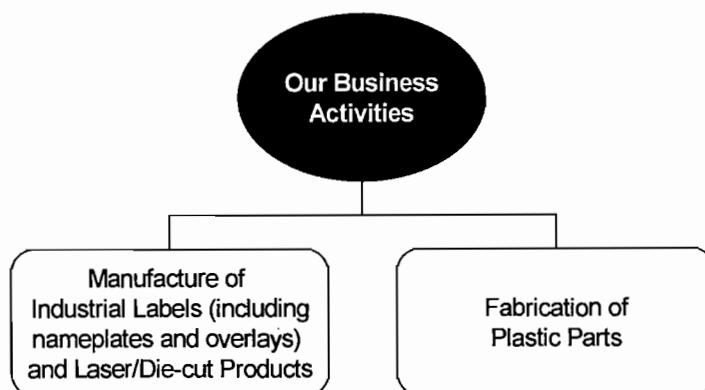 Our Business
Activities
Manufacture of
Industrial Labels (including
nameplates and overlays)
and Laser/Die-cut Products
Fabrication of
Plastic Parts